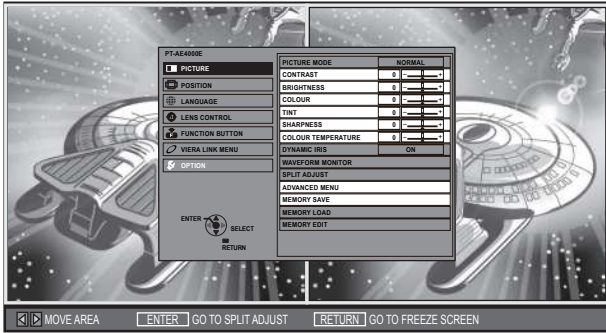 PT-AE4000E
PICTURE
POSITION
LANGUAGE
LENS CONTROL
FUNCTION BUTTON
VIERA LINK MENU
OPTION
ENTER
SELECT
RETURN
PICTURE MODE NORMAL
CONTRAST 0 - +
BRIGHTNESS 0 - +
COLOUR 0 - +
TINT 0 - +
SHARPNESS 0 - +
COLOUR TEMPERATURE 0 - +
DYNAMIC IRIS ON
WAVEFORM MONITOR
SPLIT ADJUST
ADVANCED MENU
MEMORY SAVE
MEMORY LOAD
MEMORY EDIT
MOVE AREA ENTER GO TO SPLIT ADJUST RETURN GO TO FREEZE SCREEN